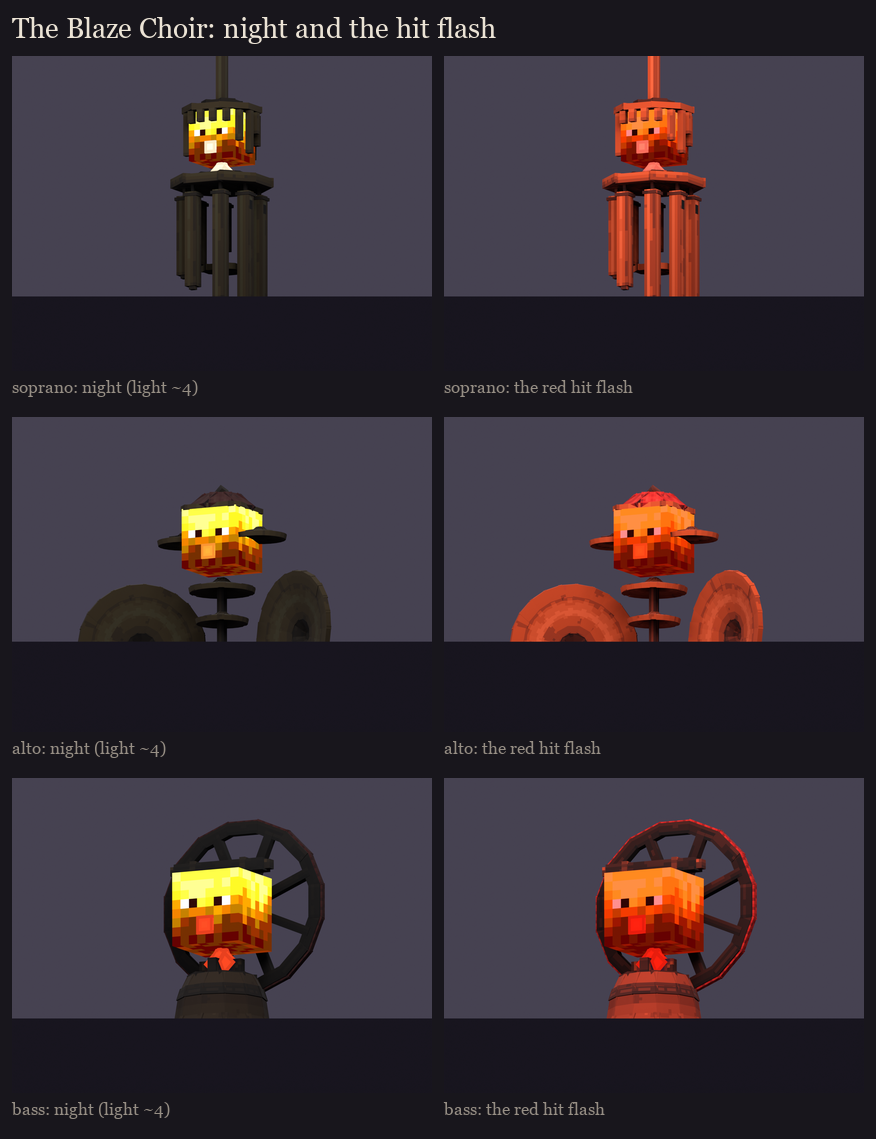 The Blaze Choir: night and the hit flash
soprano: night (light ~4)
soprano: the red hit flash
alto: night (light ~4)
alto: the red hit flash
bass: night (light ~4)
bass: the red hit flash